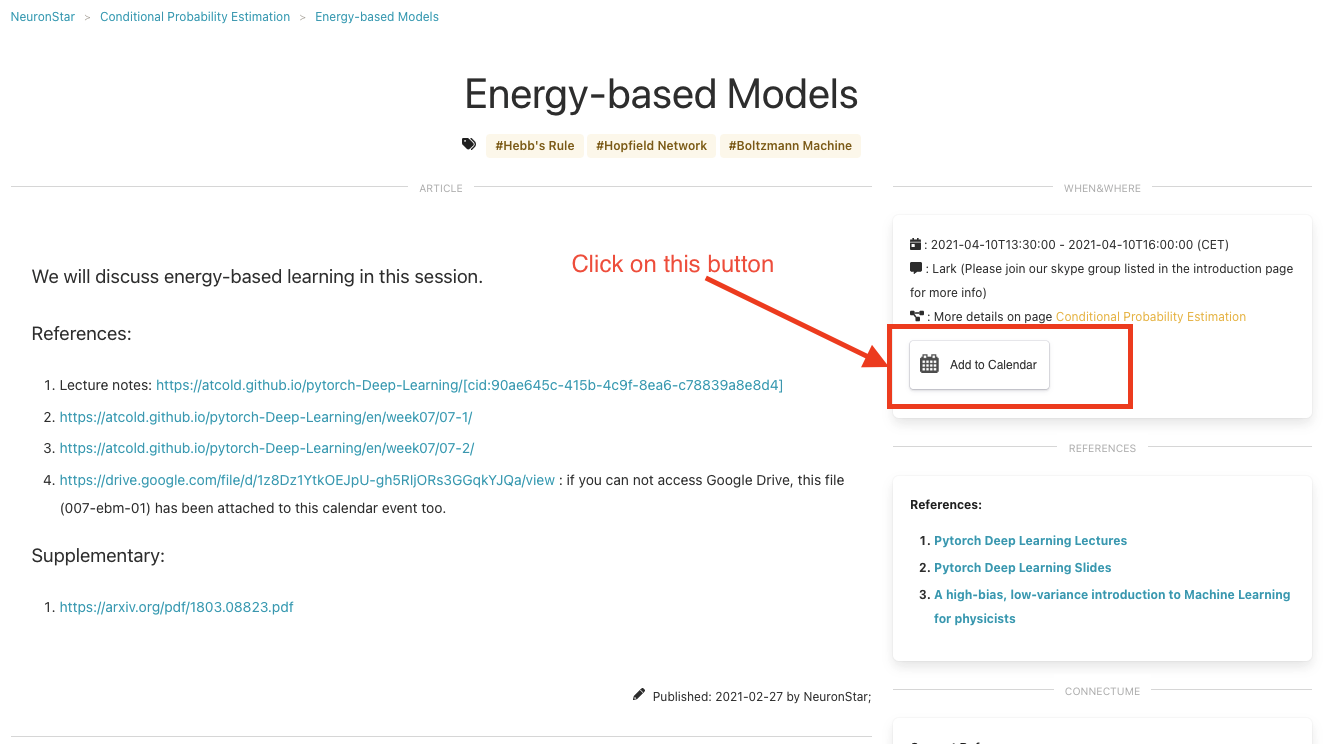 NeuronStar > Conditional Probability Estimation > Energy-based Models
Energy-based Models
#Hebb's Rule #Hopfield Network #Boltzmann Machine
ARTICLE
We will discuss energy-based learning in this session.
Click on this button
References:
1. Lecture notes: https://atcold.github.io/pytorch-Deep-Learning/[cid:90ae645c-415b-4c9f-8ea6-c78839a8e8d4]
2. https://atcold.github.io/pytorch-Deep-Learning/en/week07/07-1/
3. https://atcold.github.io/pytorch-Deep-Learning/en/week07/07-2/
4. https://drive.google.com/file/d/1z8Dz1YtkOEJpU-gh5RljORs3GGqkYJQa/view : if you can not access Google Drive, this file
(007-ebm-01) has been attached to this calendar event too.
Supplementary:
1. https://arxiv.org/pdf/1803.08823.pdf
Published: 2021-02-27 by NeuronStar;
WHEN&WHERE
: 2021-04-10T13:30:00 - 2021-04-10T16:00:00 (CET)
: Lark (Please join our skype group listed in the introduction page
for more info)
: More details on page Conditional Probability Estimation
Add to Calendar
REFERENCES
References:
1. Pytorch Deep Learning Lectures
2. Pytorch Deep Learning Slides
3. A high-bias, low-variance introduction to Machine Learning
for physicists
CONNECTUME